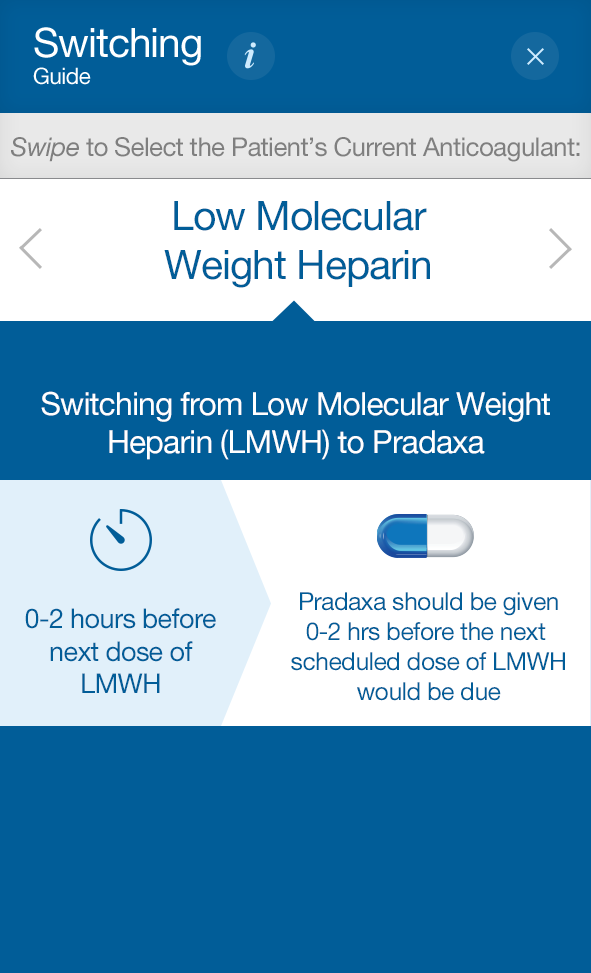 Switching
Guide
i
Swipe to Select the Patient’s Current Anticoagulant:
Low Molecular
Weight Heparin
Switching from Low Molecular Weight
Heparin (LMWH) to Pradaxa
0-2 hours before
next dose of
LMWH
Pradaxa should be given
0-2 hrs before the next
scheduled dose of LMWH
would be due